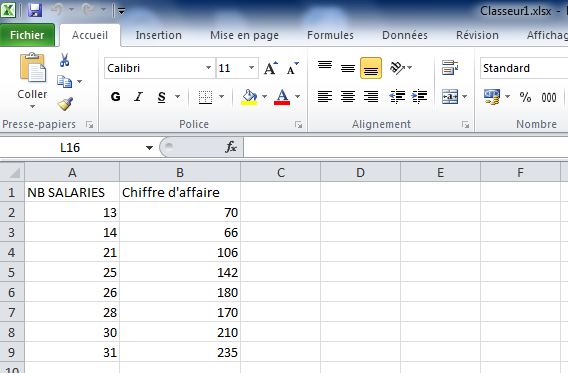 Classeur1.xlsx -
Fichier Accueil Insertion Mise en page Formules Données Révision Affichag
Coller
Calibri 11 A A
Standard
G I S A
% 000
Presse-papiers Police Alignement Nombre
L16 fx
A B C D E F
1 NB SALARIES Chiffre d'affaire
2 13 70
3 14 66
4 21 106
5 25 142
6 26 180
7 28 170
8 30 210
9 31 235
10